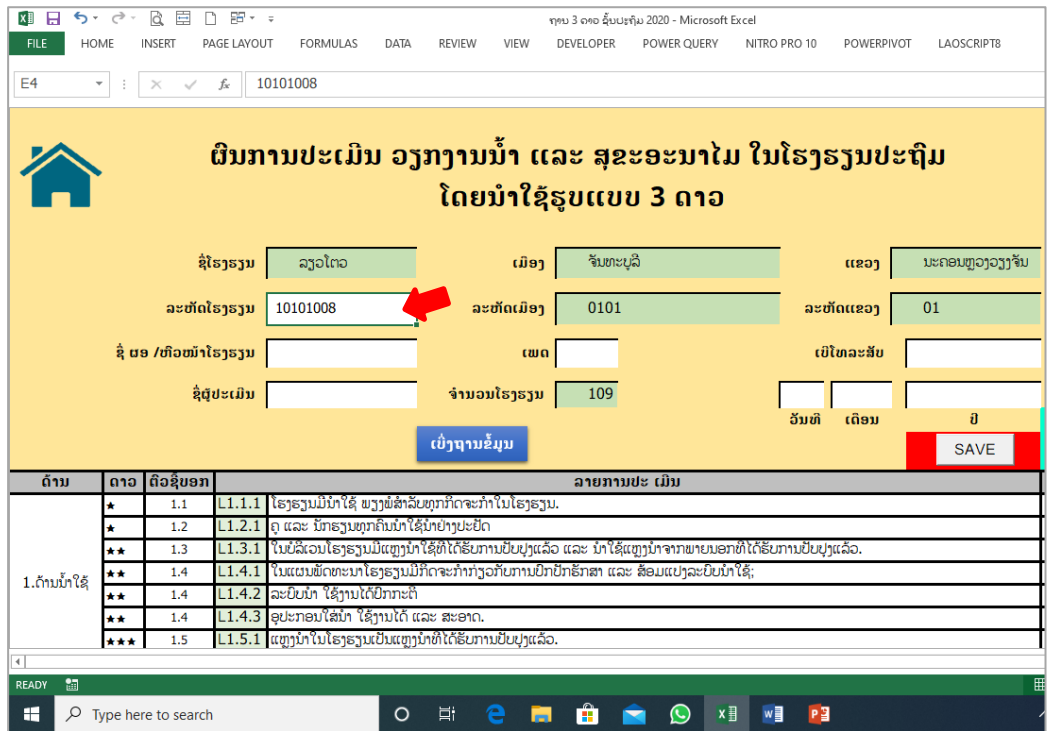 ຖານ 3 ດາວ ຊັ້ນປະຖົມ 2020 - Microsoft Excel
FILE HOME INSERT PAGE LAYOUT FORMULAS DATA REVIEW VIEW DEVELOPER POWER QUERY NITRO PRO 10 POWERPIVOT LAOSCRIPT8
E4 fx 10101008
ຜົນການປະເມີນ ວຽກງານນ້ຳ ແລະ ສຸຂະອະນາໄມ ໃນໂຮງຮຽນປະຖົມ
ໂດຍນຳໃຊ້ຮູບແບບ 3 ດາວ
ຊື່ໂຮງຮຽນ ລຽວໂຕວ ເມືອງ ຈັນທະບູລີ ແຂວງ ນະຄອນຫຼວງວຽງຈັນ
ລະຫັດໂຮງຮຽນ 10101008 ລະຫັດເມືອງ 0101 ລະຫັດແຂວງ 01
ຊື່ ຜອ /ຫົວໜ້າໂຮງຮຽນ ເພດ ເບີໂທລະສັບ
ຊື່ຜູ້ປະເມີນ ຈຳນວນໂຮງຮຽນ 109
ວັນທີ ເດືອນ ປີ
ເບິ່ງຖານຂໍ້ມູນ SAVE
ດ້ານ ດາວ ຕົວຊີ້ບອກ ລາຍການປະ ເມີນ
★ 1.1 L1.1.1 ໂຮງຮຽນມີນ້ຳໃຊ້ ພຽງພໍສຳລັບທຸກກິດຈະກຳໃນໂຮງຮຽນ.
★ 1.2 L1.2.1 ຄູ ແລະ ນັກຮຽນທຸກຄົນນຳໃຊ້ນ້ຳຢ່າງປະຢັດ
★★ 1.3 L1.3.1 ໃນບໍລິເວນໂຮງຮຽນມີແຫຼ່ງນ້ຳໃຊ້ທີ່ໄດ້ຮັບການປັບປຸງແລ້ວ ແລະ ນຳໃຊ້ແຫຼ່ງນ້ຳຈາກພາຍນອກທີ່ໄດ້ຮັບການປັບປຸງແລ້ວ.
1.ດ້ານນ້ຳໃຊ້ ★★ 1.4 L1.4.1 ໃນແຜນພັດທະນາໂຮງຮຽນມີກິດຈະກຳກ່ຽວກັບການປົກປັກຮັກສາ ແລະ ສ້ອມແປງລະບົບນ້ຳໃຊ້;
★★ 1.4 L1.4.2 ລະບົບນ້ຳ ໃຊ້ງານໄດ້ປົກກະຕິ
★★ 1.4 L1.4.3 ອຸປະກອນໃສ່ນ້ຳ ໃຊ້ງານໄດ້ ແລະ ສະອາດ.
★★★ 1.5 L1.5.1 ແຫຼ່ງນ້ຳໃນໂຮງຮຽນເປັນແຫຼ່ງນ້ຳທີ່ໄດ້ຮັບການປັບປຸງແລ້ວ.
READY
Type here to search